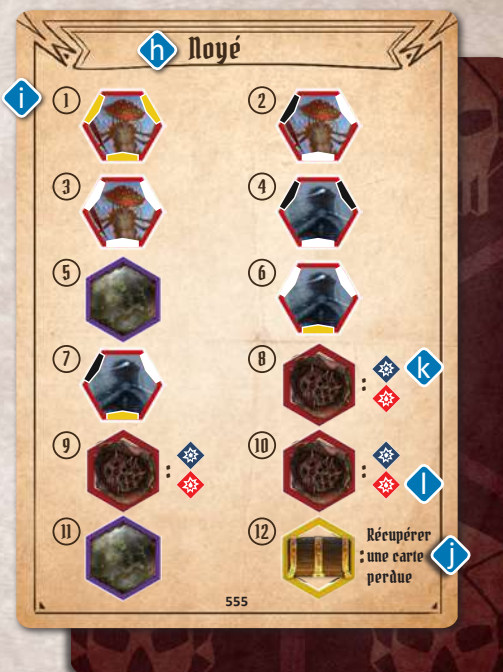 h Noyé
i
1 2
3 4
5 6
7 8 : k
9 : 10 : l
11 12 : Récupérer
une carte j
perdue
555